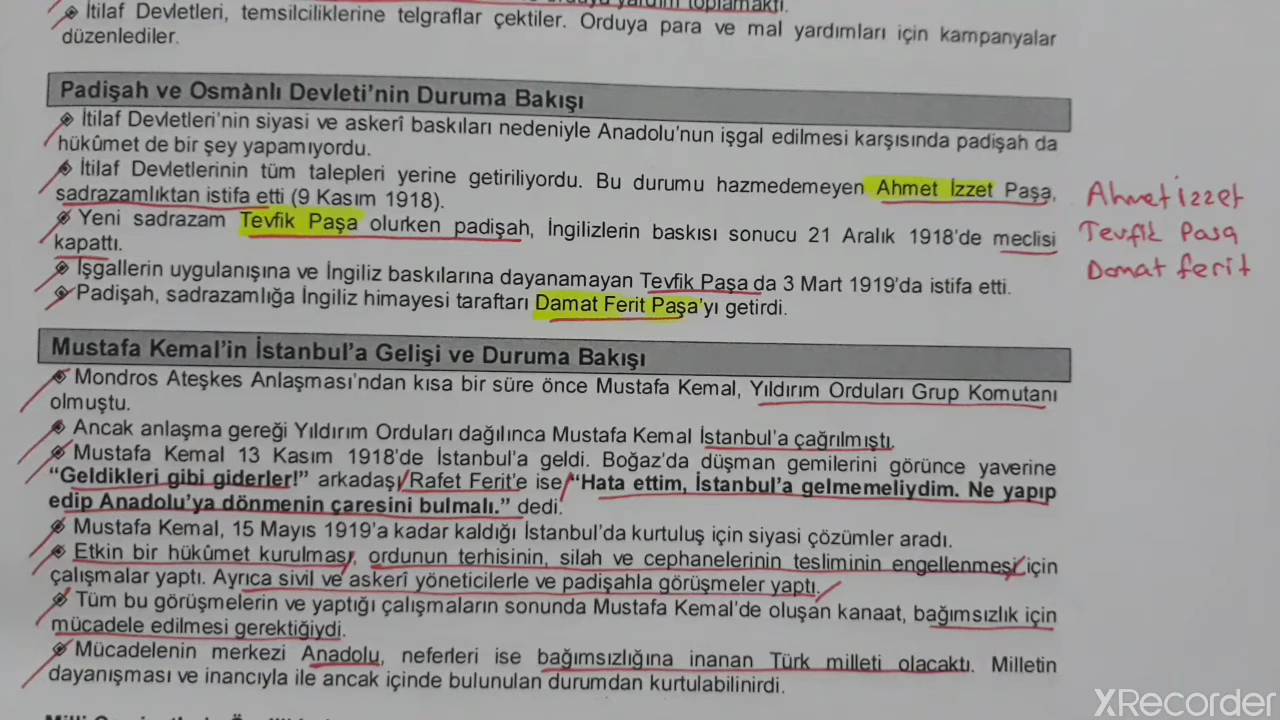 orduya yardım toplamaktı.
◈ İtilaf Devletleri, temsilciliklerine telgraflar çektiler. Orduya para ve mal yardımları için kampanyalar
düzenlediler.
Padişah ve Osmànlı Devleti'nin Duruma Bakışı
◈ İtilaf Devletleri'nin siyasi ve askerî baskıları nedeniyle Anadolu'nun işgal edilmesi karşısında padişah da
hükûmet de bir şey yapamıyordu.
◈ İtilaf Devletlerinin tüm talepleri yerine getiriliyordu. Bu durumu hazmedemeyen Ahmet İzzet Paşa,
sadrazamlıktan istifa etti (9 Kasım 1918).
◈ Yeni sadrazam Tevfik Paşa olurken padişah, İngilizlerin baskısı sonucu 21 Aralık 1918'de meclisi
kapattı.
◈ İşgallerin uygulanışına ve İngiliz baskılarına dayanamayan Tevfik Paşa da 3 Mart 1919'da istifa etti.
◈ Padişah, sadrazamlığa İngiliz himayesi taraftarı Damat Ferit Paşa'yı getirdi.
Ahmet izzet
Tevfik Paşa
Damat ferit
Mustafa Kemal'in İstanbul'a Gelişi ve Duruma Bakışı
◈ Mondros Ateşkes Anlaşması'ndan kısa bir süre önce Mustafa Kemal, Yıldırım Orduları Grup Komutanı
olmuştu.
◈ Ancak anlaşma gereği Yıldırım Orduları dağılınca Mustafa Kemal İstanbul'a çağrılmıştı.
◈ Mustafa Kemal 13 Kasım 1918'de İstanbul'a geldi. Boğaz'da düşman gemilerini görünce yaverine
"Geldikleri gibi giderler!" arkadaşı Rafet Ferit'e ise "Hata ettim, İstanbul'a gelmemeliydim. Ne yapıp
edip Anadolu'ya dönmenin çaresini bulmalı." dedi.
◈ Mustafa Kemal, 15 Mayıs 1919'a kadar kaldığı İstanbul'da kurtuluş için siyasi çözümler aradı.
◈ Etkin bir hükûmet kurulması, ordunun terhisinin, silah ve cephanelerinin tesliminin engellenmesi için
çalışmalar yaptı. Ayrıca sivil ve askerî yöneticilerle ve padişahla görüşmeler yaptı.
◈ Tüm bu görüşmelerin ve yaptığı çalışmaların sonunda Mustafa Kemal'de oluşan kanaat, bağımsızlık için
mücadele edilmesi gerektiğiydi.
◈ Mücadelenin merkezi Anadolu, neferleri ise bağımsızlığına inanan Türk milleti olacaktı. Milletin
dayanışması ve inancıyla ile ancak içinde bulunulan durumdan kurtulabilinirdi.
XRecorder